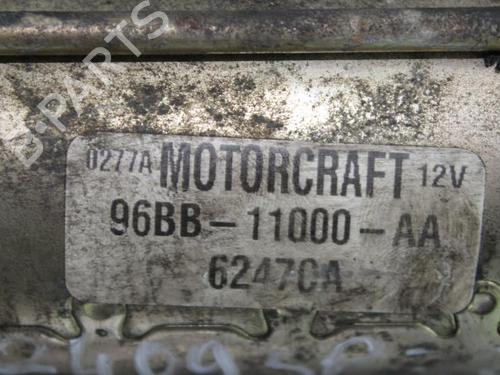 B-PARTS
0277A MOTORCRAFT 12V
96BB-11000-AA
6247CA